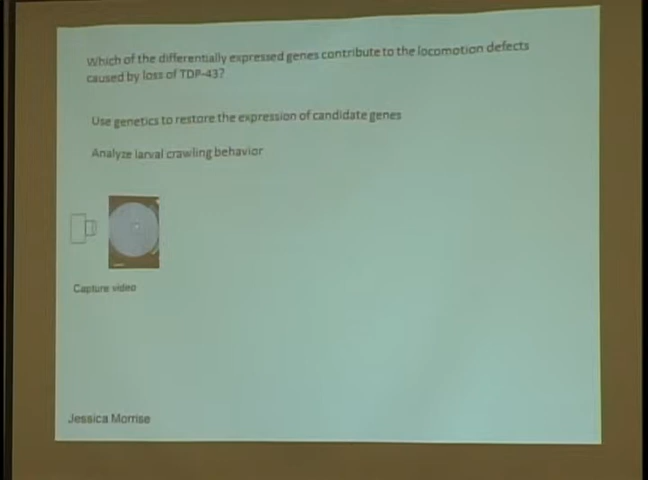 Which of the differentially expressed genes contribute to the locomotion defects
caused by loss of TDP-43?
Use genetics to restore the expression of candidate genes
Analyze larval crawling behavior
Capture video
Jessica Morrise